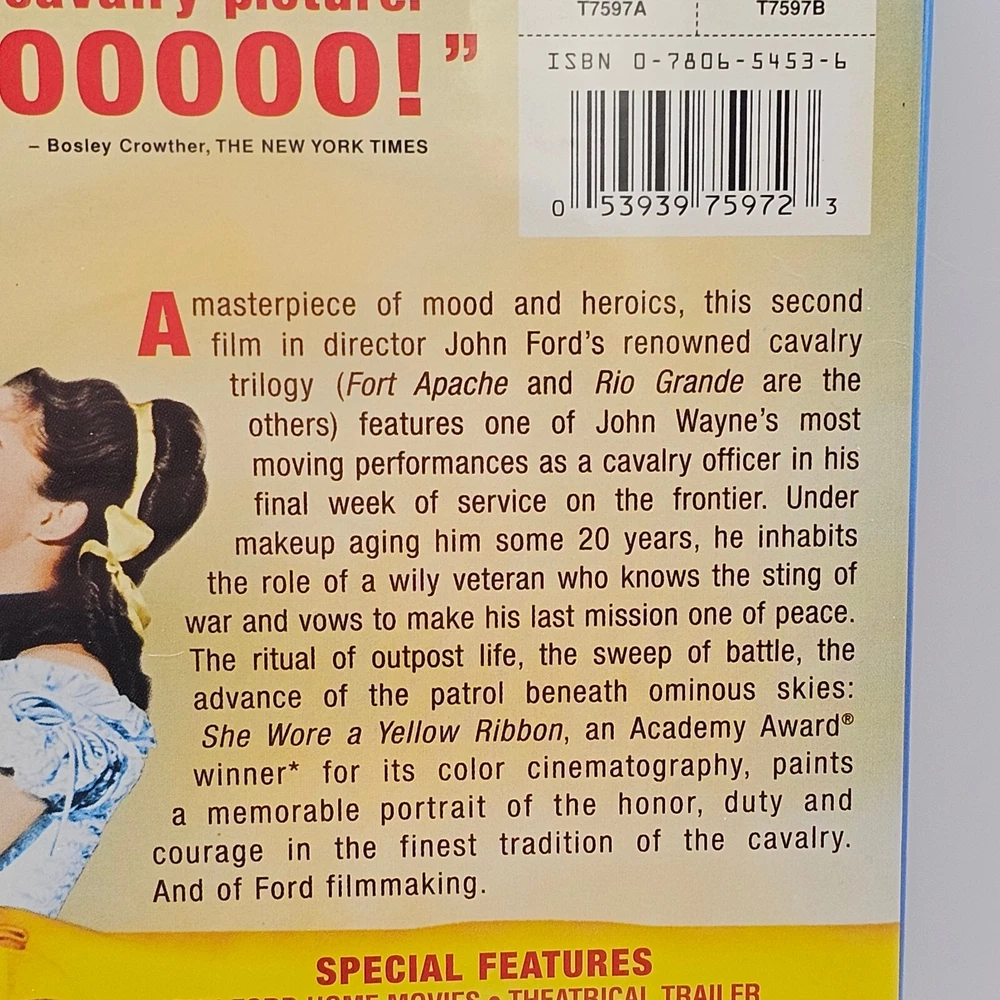 cavalry picture.
T7597A T7597B
OOOOO!”
ISBN 0-7806-5453-6
– Bosley Crowther, THE NEW YORK TIMES
0 53939 75972 3
A masterpiece of mood and heroics, this second
film in director John Ford's renowned cavalry
trilogy (Fort Apache and Rio Grande are the
others) features one of John Wayne's most
moving performances as a cavalry officer in his
final week of service on the frontier. Under
makeup aging him some 20 years, he inhabits
the role of a wily veteran who knows the sting of
war and vows to make his last mission one of peace.
The ritual of outpost life, the sweep of battle, the
advance of the patrol beneath ominous skies:
She Wore a Yellow Ribbon, an Academy Award®
winner* for its color cinematography, paints
a memorable portrait of the honor, duty and
courage in the finest tradition of the cavalry.
And of Ford filmmaking.
SPECIAL FEATURES
FORD HOME MOVIES • THEATRICAL TRAILER